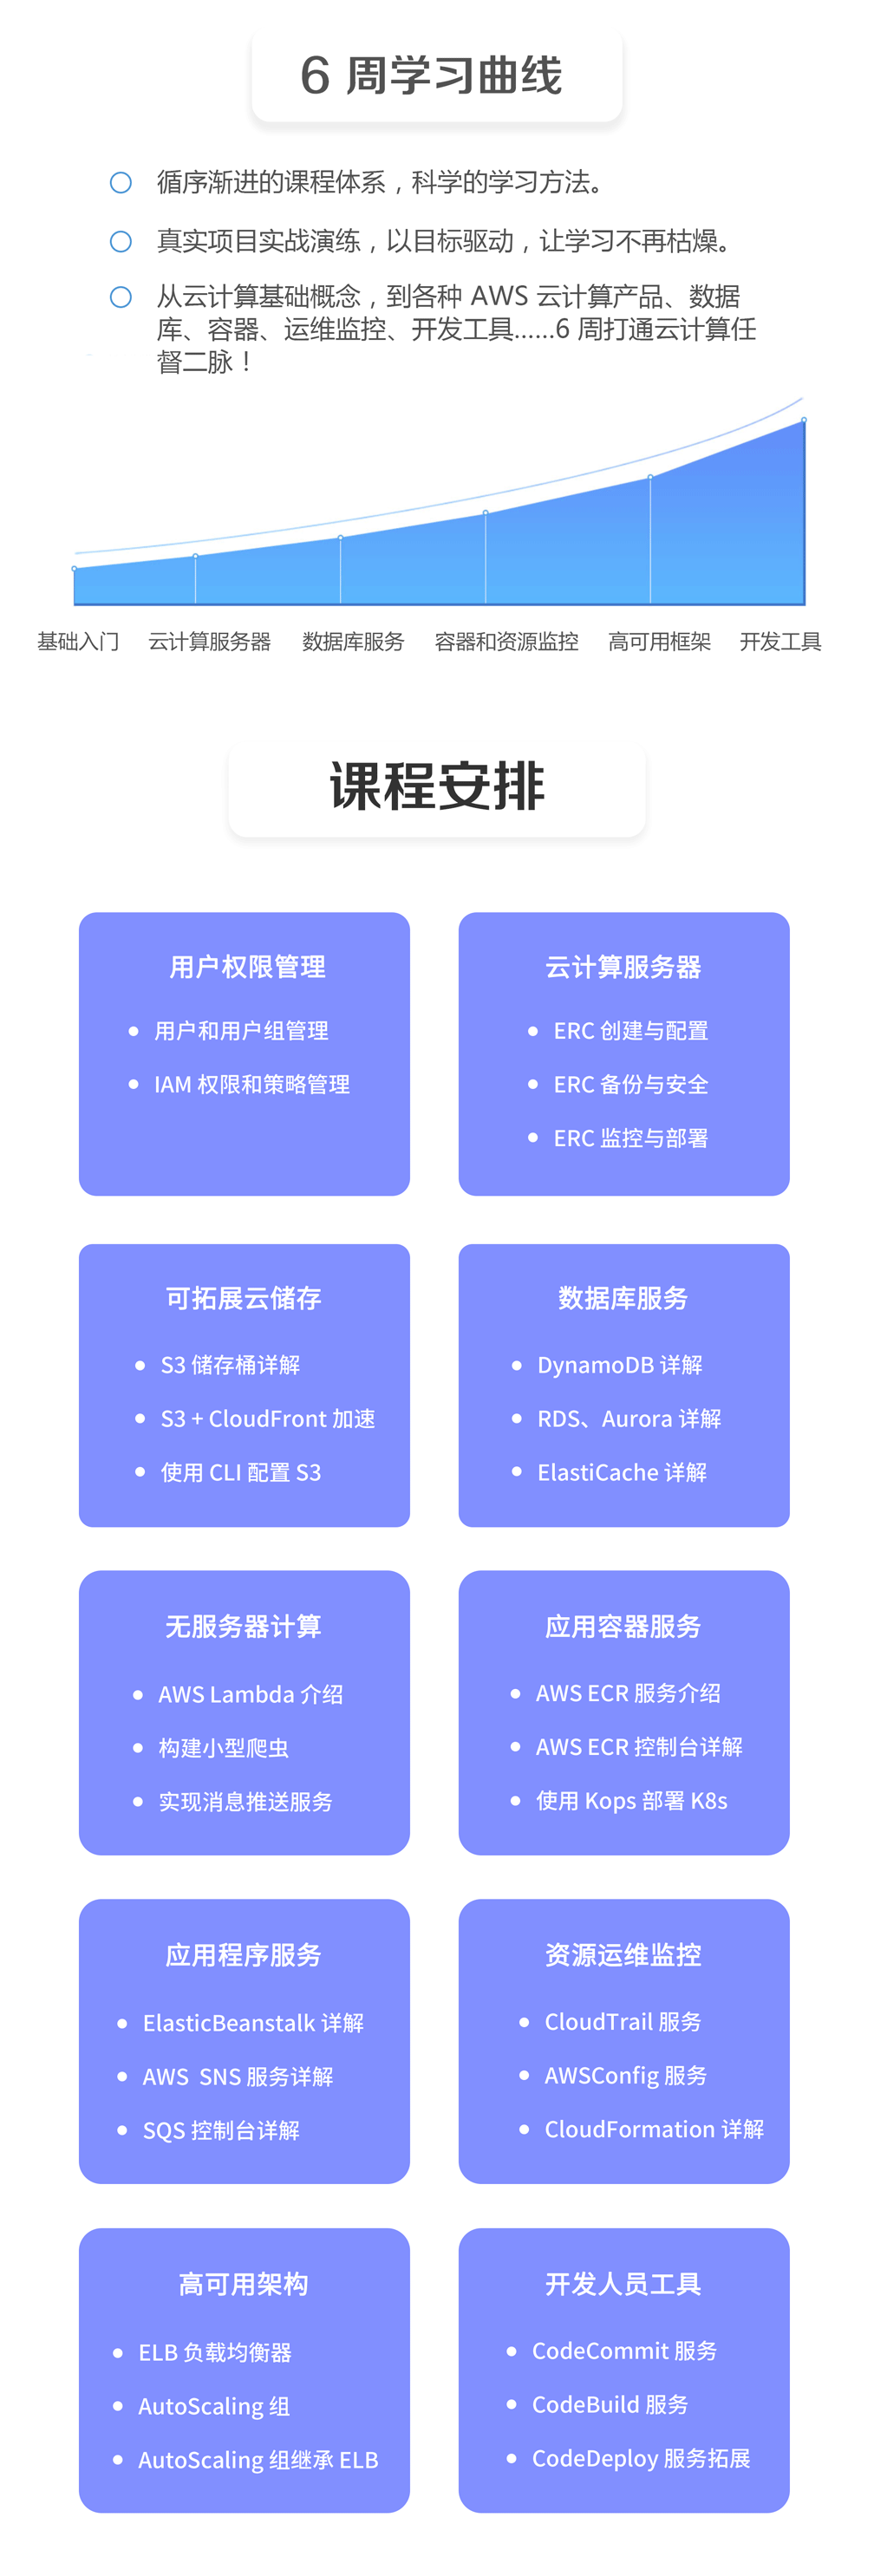 6 周学习曲线
循序渐进的课程体系，科学的学习方法。
真实项目实战演练，以目标驱动，让学习不再枯燥。
从云计算基础概念，到各种 AWS 云计算产品、数据
库、容器、运维监控、开发工具……6 周打通云计算任
督二脉！
基础入门 云计算服务器 数据库服务 容器和资源监控 高可用框架 开发工具
课程安排
用户权限管理
用户和用户组管理
IAM 权限和策略管理
云计算服务器
ERC 创建与配置
ERC 备份与安全
ERC 监控与部署
可拓展云储存
S3 储存桶详解
S3 + CloudFront 加速
使用 CLI 配置 S3
数据库服务
DynamoDB 详解
RDS、Aurora 详解
ElastiCache 详解
无服务器计算
AWS Lambda 介绍
构建小型爬虫
实现消息推送服务
应用容器服务
AWS ECR 服务介绍
AWS ECR 控制台详解
使用 Kops 部署 K8s
应用程序服务
ElasticBeanstalk 详解
AWS SNS 服务详解
SQS 控制台详解
资源运维监控
CloudTrail 服务
AWSConfig 服务
CloudFormation 详解
高可用架构
ELB 负载均衡器
AutoScaling 组
AutoScaling 组继承 ELB
开发人员工具
CodeCommit 服务
CodeBuild 服务
CodeDeploy 服务拓展